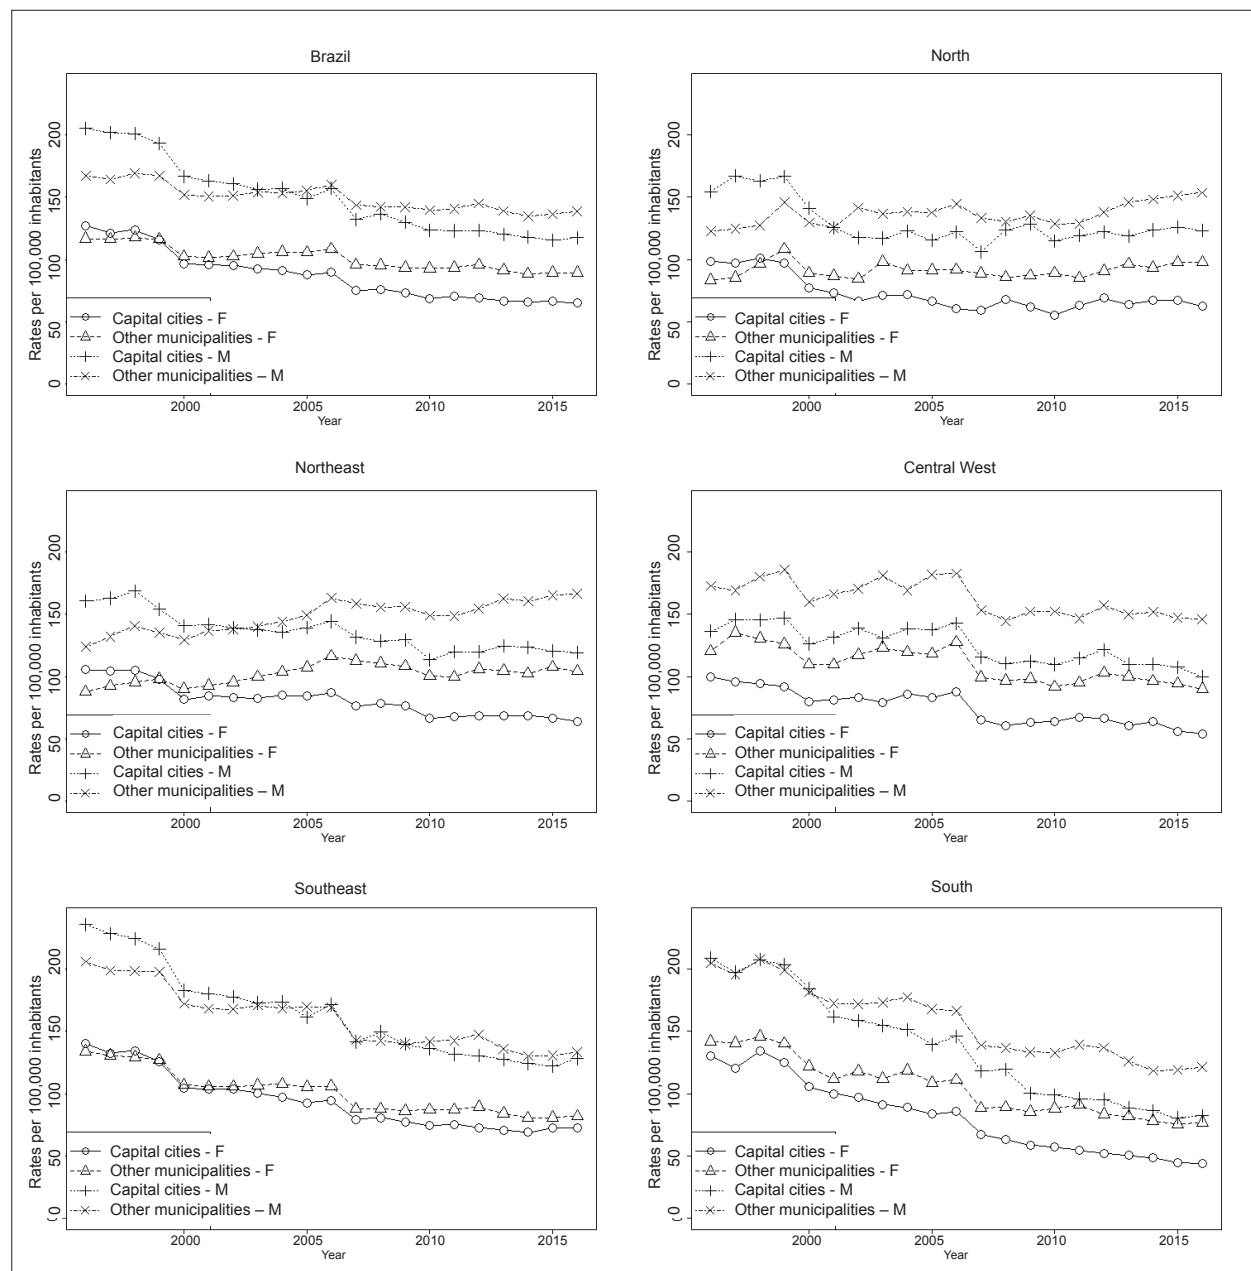 Brazil
Rates per 100,000 inhabitants
200
150
100
50
0
Capital cities - F
Other municipalities - F
Capital cities - M
Other municipalities – M
2000 2005 2010 2015
Year
North
Rates per 100,000 inhabitants
200
150
100
50
0
Capital cities - F
Other municipalities - F
Capital cities - M
Other municipalities – M
2000 2005 2010 2015
Year
Northeast
Rates per 100,000 inhabitants
200
150
100
50
0
Capital cities - F
Other municipalities - F
Capital cities - M
Other municipalities – M
2000 2005 2010 2015
Year
Central West
Rates per 100,000 inhabitants
200
150
100
50
0
Capital cities - F
Other municipalities - F
Capital cities - M
Other municipalities – M
2000 2005 2010 2015
Year
Southeast
Rates per 100,000 inhabitants
200
150
100
50
Capital cities - F
Other municipalities - F
Capital cities - M
Other municipalities – M
2000 2005 2010 2015
Year
South
Rates per 100,000 inhabitants
200
150
100
50
Capital cities - F
Other municipalities - F
Capital cities - M
Other municipalities – M
2000 2005 2010 2015
Year